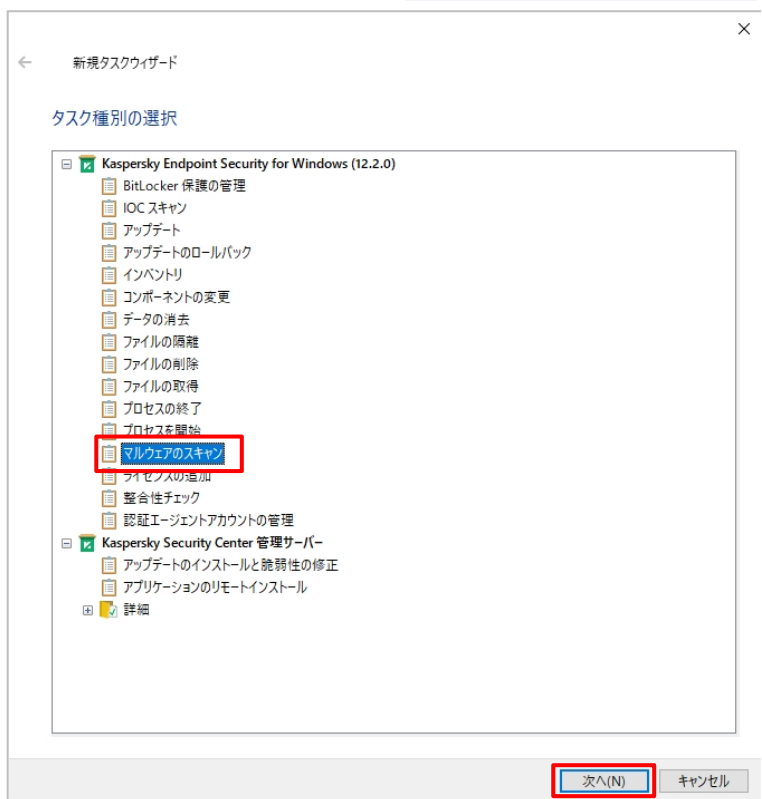 新規タスクウィザード
タスク種別の選択
Kaspersky Endpoint Security for Windows (12.2.0)
BitLocker 保護の管理
IOC スキャン
アップデート
アップデートのロールバック
インベントリ
コンポーネントの変更
データの消去
ファイルの隔離
ファイルの削除
ファイルの取得
プロセスの終了
プロセスを開始
マルウェアのスキャン
ライセンスの追加
整合性チェック
認証エージェントアカウントの管理
Kaspersky Security Center 管理サーバー
アップデートのインストールと脆弱性の修正
アプリケーションのリモートインストール
詳細
次へ(N) キャンセル